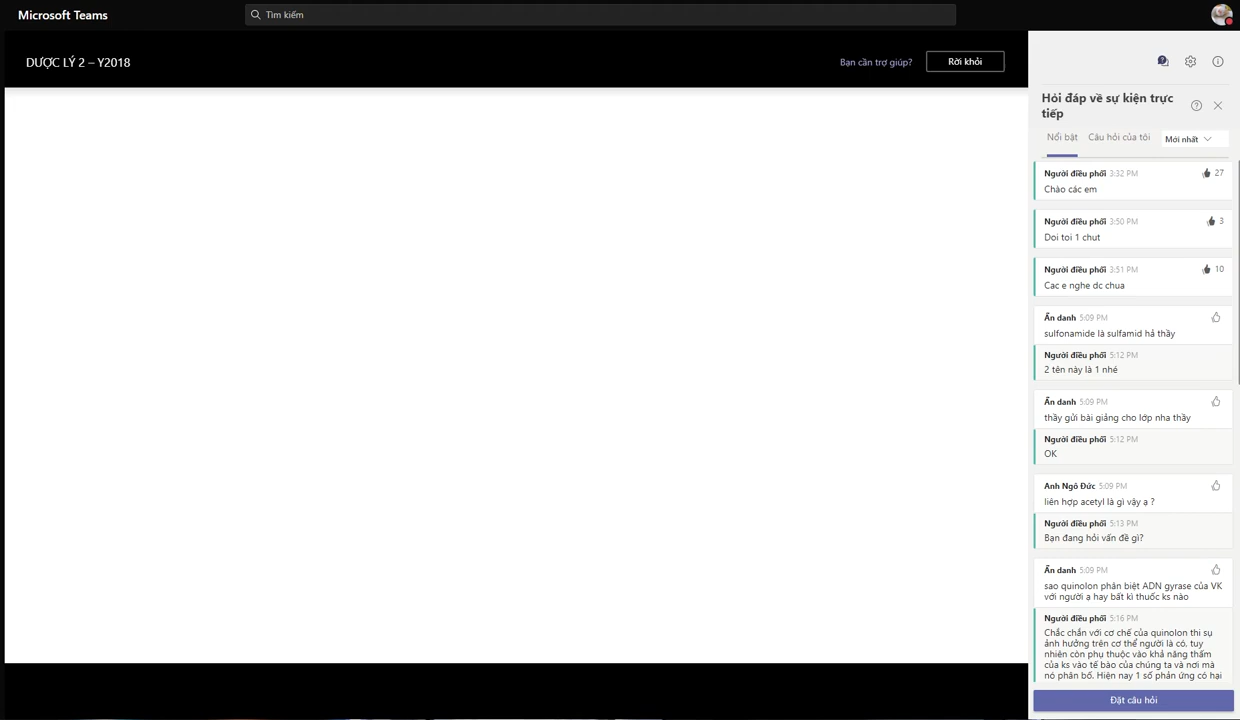 Microsoft Teams
Tìm kiếm
DƯỢC LÝ 2 – Y2018
Bạn cần trợ giúp?
Rời khỏi
Hỏi đáp về sự kiện trực
tiếp
Nổi bật
Câu hỏi của tôi
Mới nhất
Người điều phối 3:32 PM
27
Chào các em
Người điều phối 3:50 PM
3
Doi toi 1 chut
Người điều phối 3:51 PM
10
Cac e nghe dc chua
Ẩn danh 5:09 PM
sulfonamide là sulfamid hả thầy
Người điều phối 5:12 PM
2 tên này là 1 nhé
Ẩn danh 5:09 PM
thầy gửi bài giảng cho lớp nha thầy
Người điều phối 5:12 PM
OK
Anh Ngô Đức 5:09 PM
liên hợp acetyl là gì vậy ạ ?
Người điều phối 5:13 PM
Bạn đang hỏi vấn đề gì?
Ẩn danh 5:09 PM
sao quinolon phân biệt ADN gyrase của VK
với người ạ hay bất kì thuốc ks nào
Người điều phối 5:16 PM
Chắc chắn với cơ chế của quinolon thi sụ
ảnh hưởng trên cơ thể người là có, tuy
nhiên còn phụ thuộc vào khả năng thấm
của ks vào tế bào của chúng ta và nơi mà
nó phân bố. Hiện nay 1 số phản ứng có hại
Đặt câu hỏi